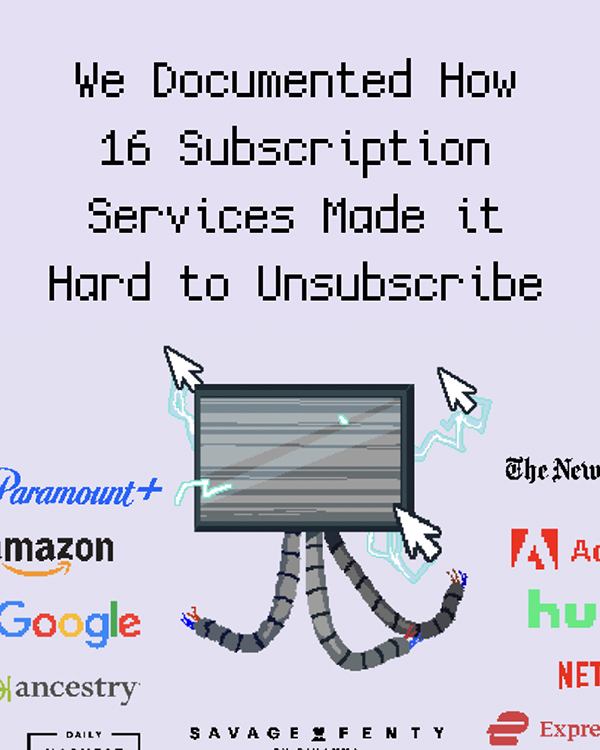 We Documented How
16 Subscription
Services Made it
Hard to Unsubscribe
The New
Paramount+
amazon
Google
ancestry
NET
DAILY
SAVAGE FENTY
Expre